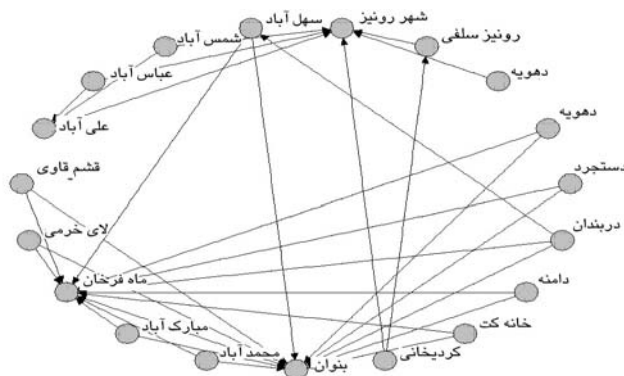 شهر رونیز
سهل آباد
رونیز سلفی
شمس آباد
دهویه
عباس آباد
علی آباد
دهویه
قشم قاوی
دستجرد
لای خرمی
دربندان
ماه فرخان
دامنه
مبارک آباد
خانه کت
محمد آباد
بنوان
کردیخانی